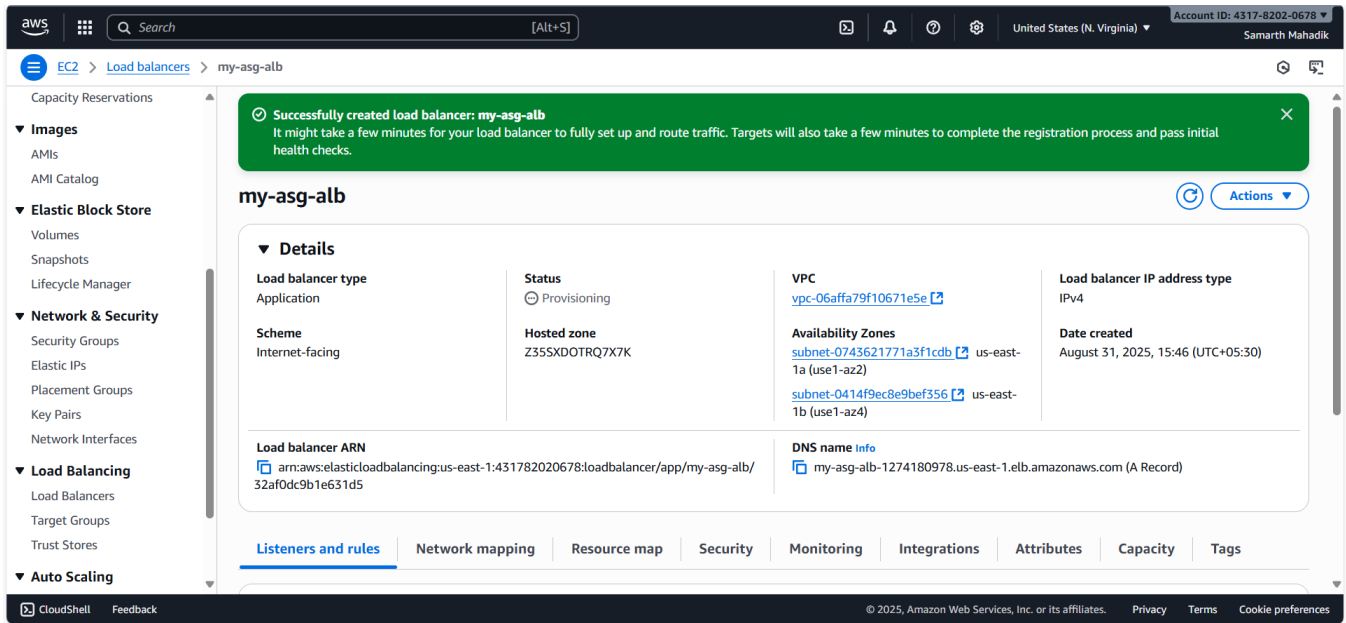 aws
Search [Alt+S]
United States (N. Virginia) ▼
Account ID: 4317-8202-0678 ▼
Samarth Mahadik
EC2 > Load balancers > my-asg-alb
Capacity Reservations
▼ Images
AMIs
AMI Catalog
▼ Elastic Block Store
Volumes
Snapshots
Lifecycle Manager
▼ Network & Security
Security Groups
Elastic IPs
Placement Groups
Key Pairs
Network Interfaces
▼ Load Balancing
Load Balancers
Target Groups
Trust Stores
▼ Auto Scaling
Successfully created load balancer: my-asg-alb
It might take a few minutes for your load balancer to fully set up and route traffic. Targets will also take a few minutes to complete the registration process and pass initial
health checks.
my-asg-alb
Actions ▼
▼ Details
Load balancer type
Application
Scheme
Internet-facing
Status
Provisioning
Hosted zone
Z35SXDOTRQ7X7K
VPC
vpc-06affa79f10671e5e
Availability Zones
subnet-0743621771a3f1cdb us-east-
1a (use1-az2)
subnet-0414f9ec8e9bef356 us-east-
1b (use1-az4)
Load balancer IP address type
IPv4
Date created
August 31, 2025, 15:46 (UTC+05:30)
Load balancer ARN
arn:aws:elasticloadbalancing:us-east-1:431782020678:loadbalancer/app/my-asg-alb/
32af0dc9b1e631d5
DNS name Info
my-asg-alb-1274180978.us-east-1.elb.amazonaws.com (A Record)
Listeners and rules Network mapping Resource map Security Monitoring Integrations Attributes Capacity Tags
CloudShell Feedback © 2025, Amazon Web Services, Inc. or its affiliates. Privacy Terms Cookie preferences